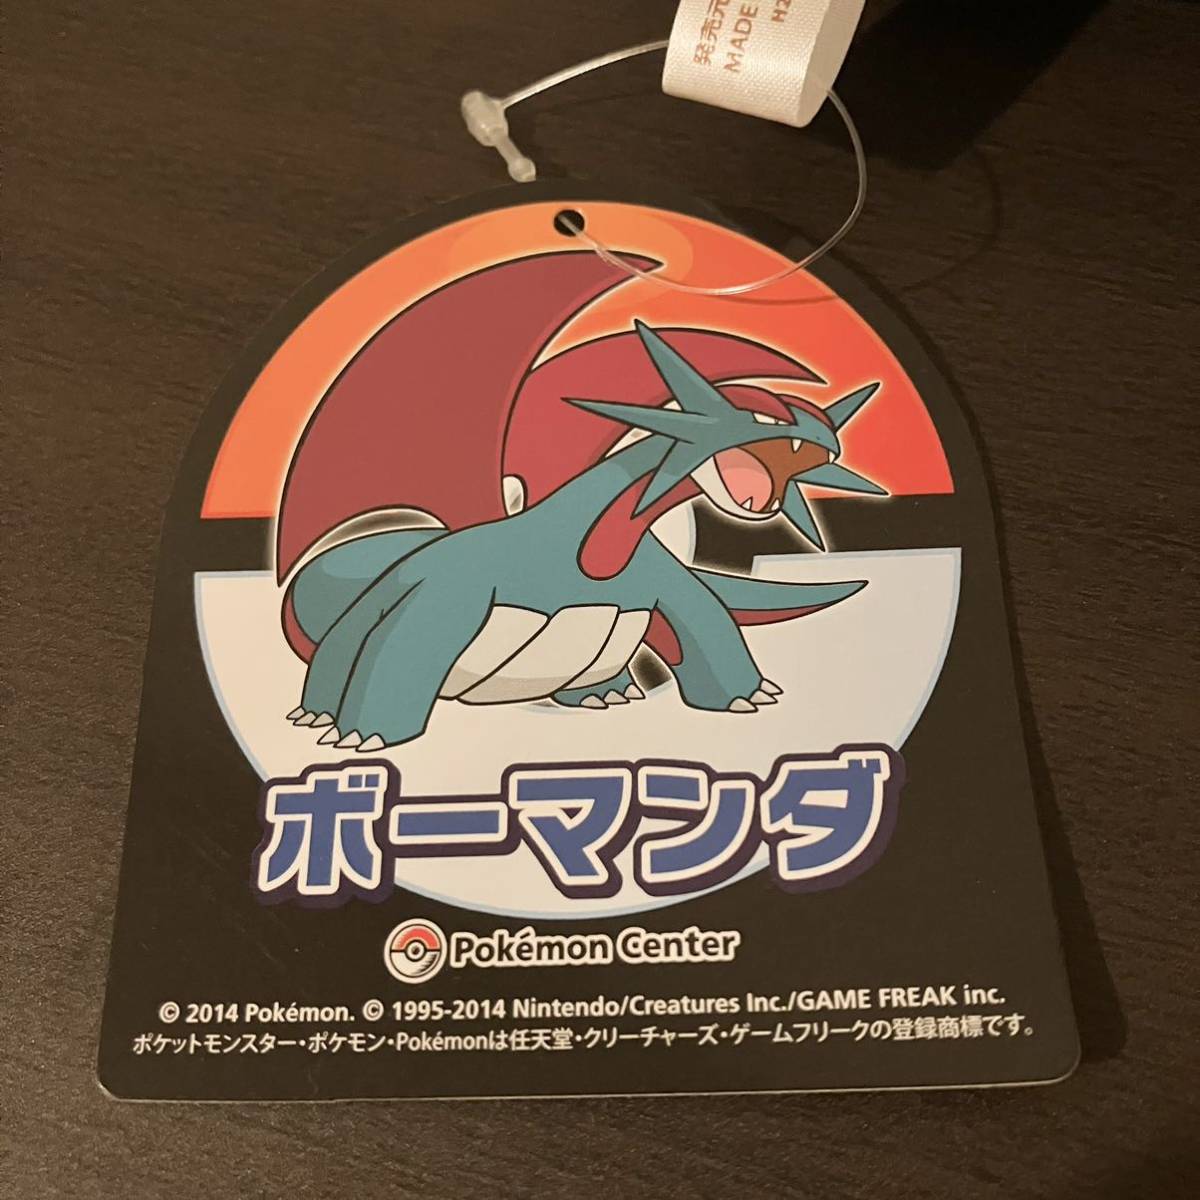 発売元
MADE
H2
ボーマンダ
Pokémon Center
© 2014 Pokémon. © 1995-2014 Nintendo/Creatures Inc./GAME FREAK inc.
ポケットモンスター・ポケモン・Pokémonは任天堂・クリーチャーズ・ゲームフリークの登録商標です。